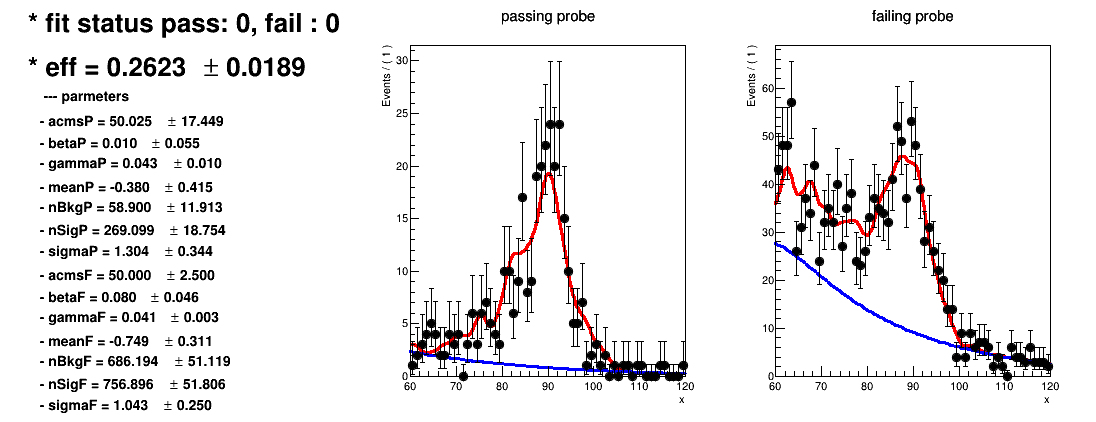 * fit status pass: 0, fail : 0
* eff = 0.2623 ± 0.0189
--- parmeters
- acmsP = 50.025 ± 17.449
- betaP = 0.010 ± 0.055
- gammaP = 0.043 ± 0.010
- meanP = -0.380 ± 0.415
- nBkgP = 58.900 ± 11.913
- nSigP = 269.099 ± 18.754
- sigmaP = 1.304 ± 0.344
- acmsF = 50.000 ± 2.500
- betaF = 0.080 ± 0.046
- gammaF = 0.041 ± 0.003
- meanF = -0.749 ± 0.311
- nBkgF = 686.194 ± 51.119
- nSigF = 756.896 ± 51.806
- sigmaF = 1.043 ± 0.250
passing probe
Events / ( 1 )
30
25
20
15
10
5
0
60 70 80 90 100 110 120
x
failing probe
Events / ( 1 )
60
50
40
30
20
10
0
60 70 80 90 100 110 120
x